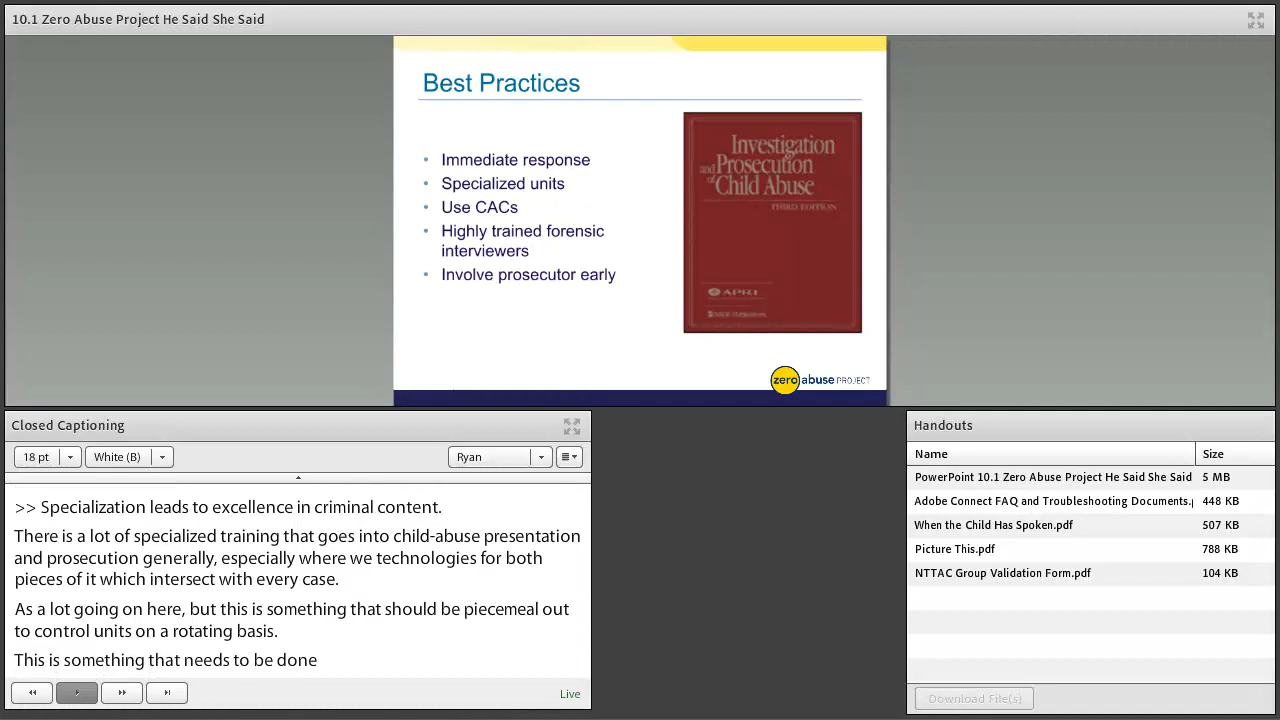 10.1 Zero Abuse Project He Said She Said
Best Practices
Investigation
and Prosecution
of Child Abuse
THIRD EDITION
APRI
• Immediate response
• Specialized units
• Use CACs
• Highly trained forensic
interviewers
• Involve prosecutor early
zero abuse PROJECT
Closed Captioning
18 pt
White (B)
Ryan
>> Specialization leads to excellence in criminal content.
There is a lot of specialized training that goes into child-abuse presentation
and prosecution generally, especially where we technologies for both
pieces of it which intersect with every case.
As a lot going on here, but this is something that should be piecemeal out
to control units on a rotating basis.
This is something that needs to be done
Live
Handouts
Name Size
PowerPoint 10.1 Zero Abuse Project He Said She Said 5 MB
Adobe Connect FAQ and Troubleshooting Documents.p 448 KB
When the Child Has Spoken.pdf 507 KB
Picture This.pdf 788 KB
NTTAC Group Validation Form.pdf 104 KB
Download File(s)